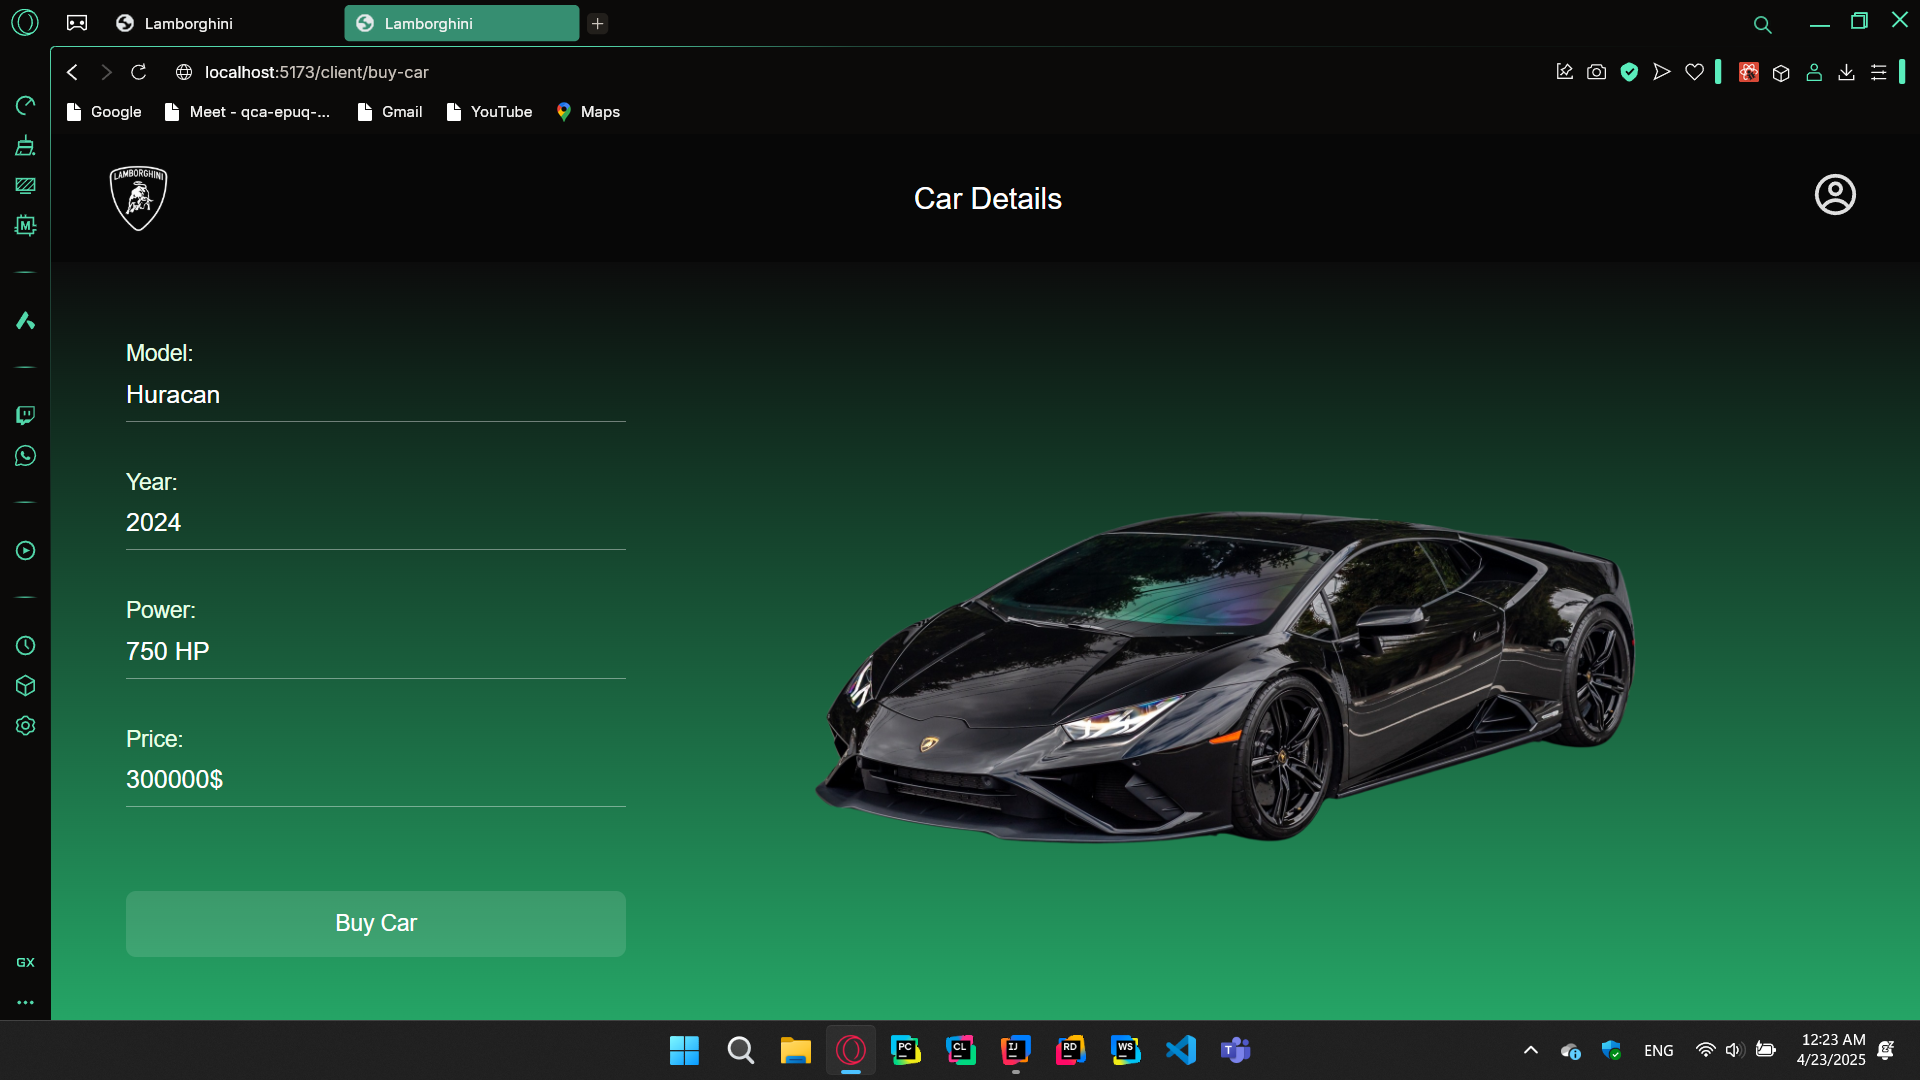 Lamborghini
Lamborghini
localhost:5173/client/buy-car
Google
Meet - qca-epuq-...
Gmail
YouTube
Maps
LAMBORGHINI
Car Details
Model:
Huracan
Year:
2024
Power:
750 HP
Price:
300000$
Buy Car
M
GX
PC
CL
IJ
RD
WS
T
ENG
12:23 AM
4/23/2025